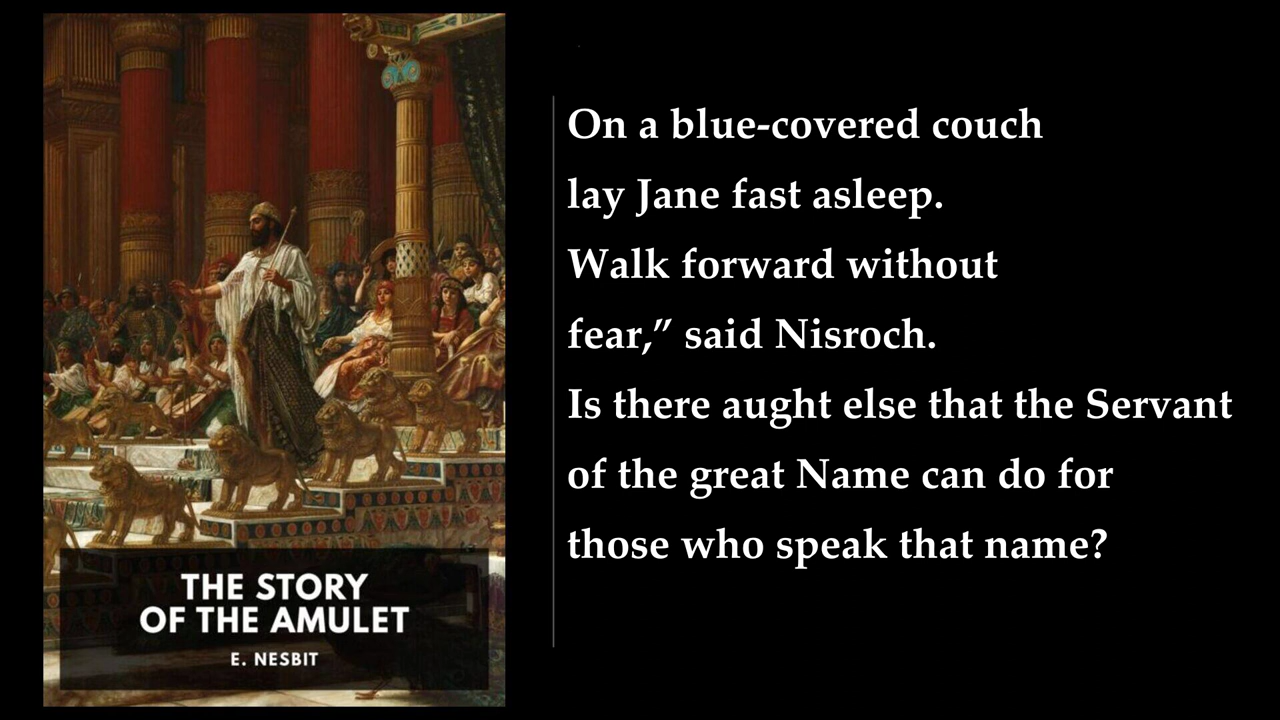 On a blue-covered couch
lay Jane fast asleep.
Walk forward without
fear,” said Nisroch.
Is there aught else that the Servant
of the great Name can do for
those who speak that name?
THE STORY
OF THE AMULET
E. NESBIT